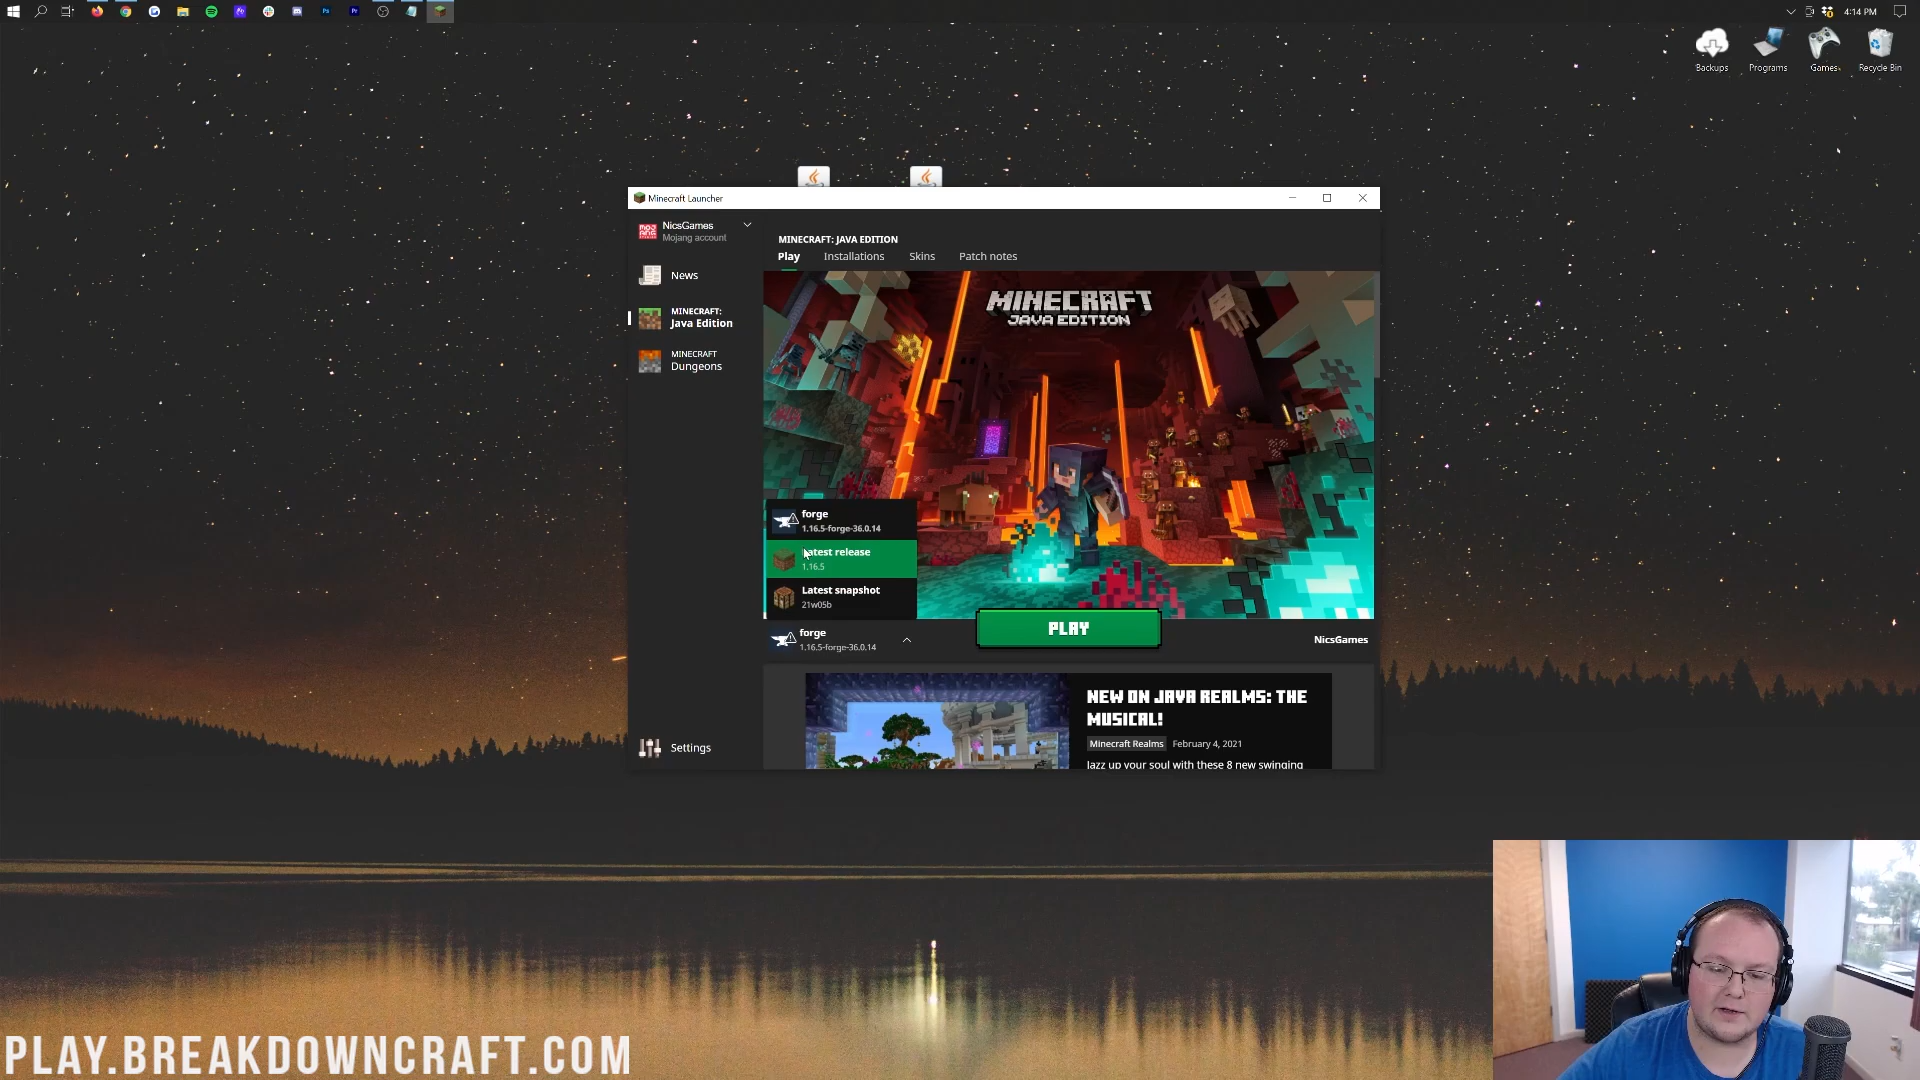 4:14 PM
Backups
Programs
Games
Recycle Bin
Minecraft Launcher
NicsGames
Mojang account
News
MINECRAFT:
Java Edition
MINECRAFT
Dungeons
Settings
MINECRAFT: JAVA EDITION
Play
Installations
Skins
Patch notes
MINECRAFT
JAVA EDITION
forge
1.16.5-forge-36.0.14
Latest release
1.16.5
Latest snapshot
21w05b
forge
1.16.5-forge-36.0.14
PLAY
NicsGames
NEW ON JAVA REALMS: THE
MUSICAL!
Minecraft Realms
February 4, 2021
Jazz up your soul with these 8 new swinging
PLAY.BREAKDOWNCRAFT.COM